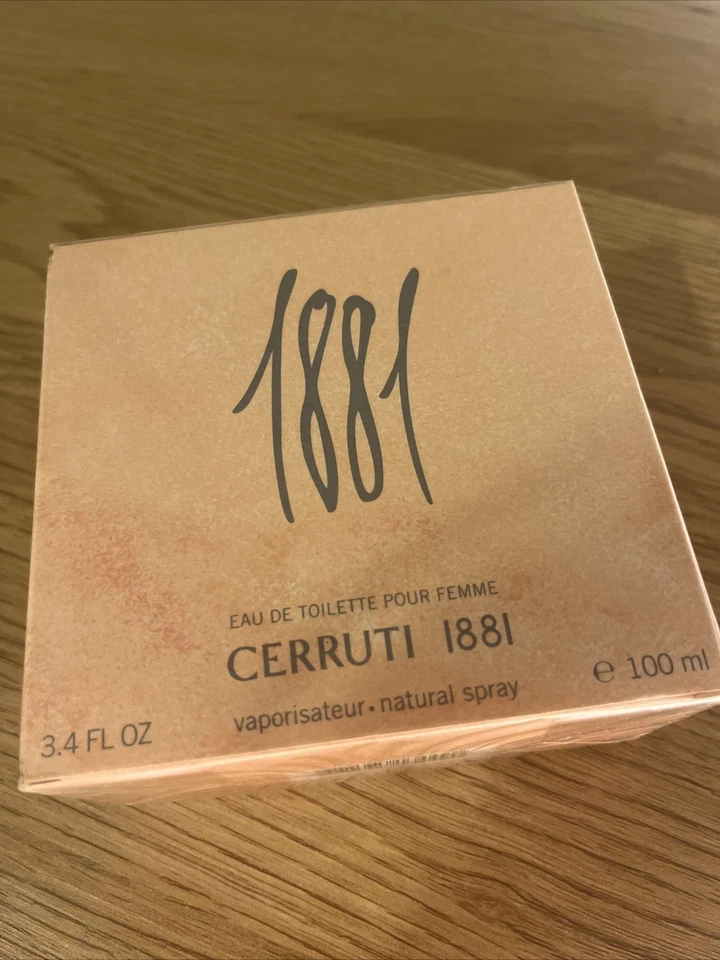 1881
EAU DE TOILETTE POUR FEMME
CERRUTI 1881
vaporisateur • natural spray
3.4 FL OZ
℮ 100 ml